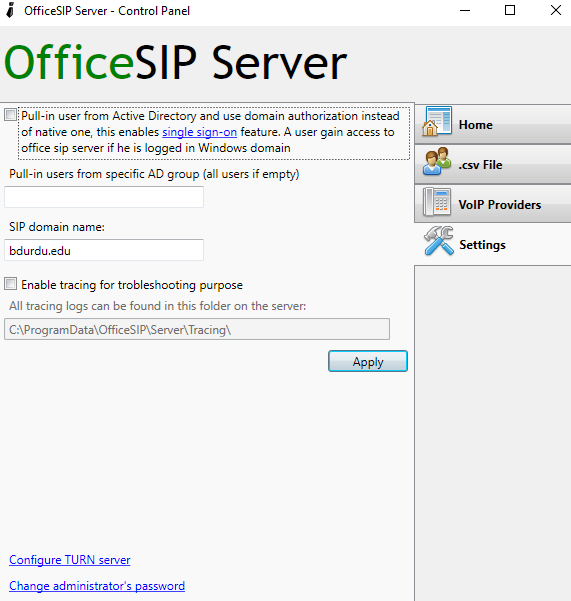 OfficeSIP Server - Control Panel
OfficeSIP Server
Pull-in user from Active Directory and use domain authorization instead
of native one, this enables single sign-on feature. A user gain access to
office sip server if he is logged in Windows domain
Pull-in users from specific AD group (all users if empty)
SIP domain name:
bdurdu.edu
Enable tracing for trobleshooting purpose
All tracing logs can be found in this folder on the server:
C:\ProgramData\OfficeSIP\Server\Tracing\
Apply
Configure TURN server
Change administrator's password
Home
.csv File
VoIP Providers
Settings